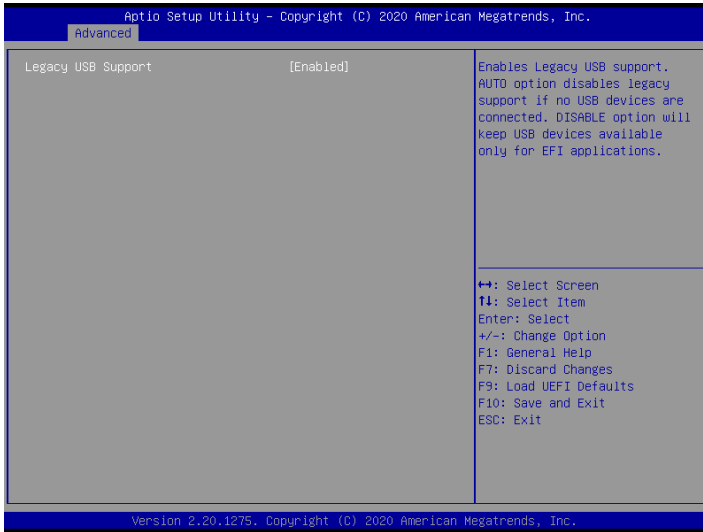 Aptio Setup Utility – Copyright (C) 2020 American Megatrends, Inc.
Advanced
Legacy USB Support [Enabled]
Enables Legacy USB support.
AUTO option disables legacy
support if no USB devices are
connected. DISABLE option will
keep USB devices available
only for EFI applications.
↔: Select Screen
↑↓: Select Item
Enter: Select
+/-: Change Option
F1: General Help
F7: Discard Changes
F9: Load UEFI Defaults
F10: Save and Exit
ESC: Exit
Version 2.20.1275. Copyright (C) 2020 American Megatrends, Inc.